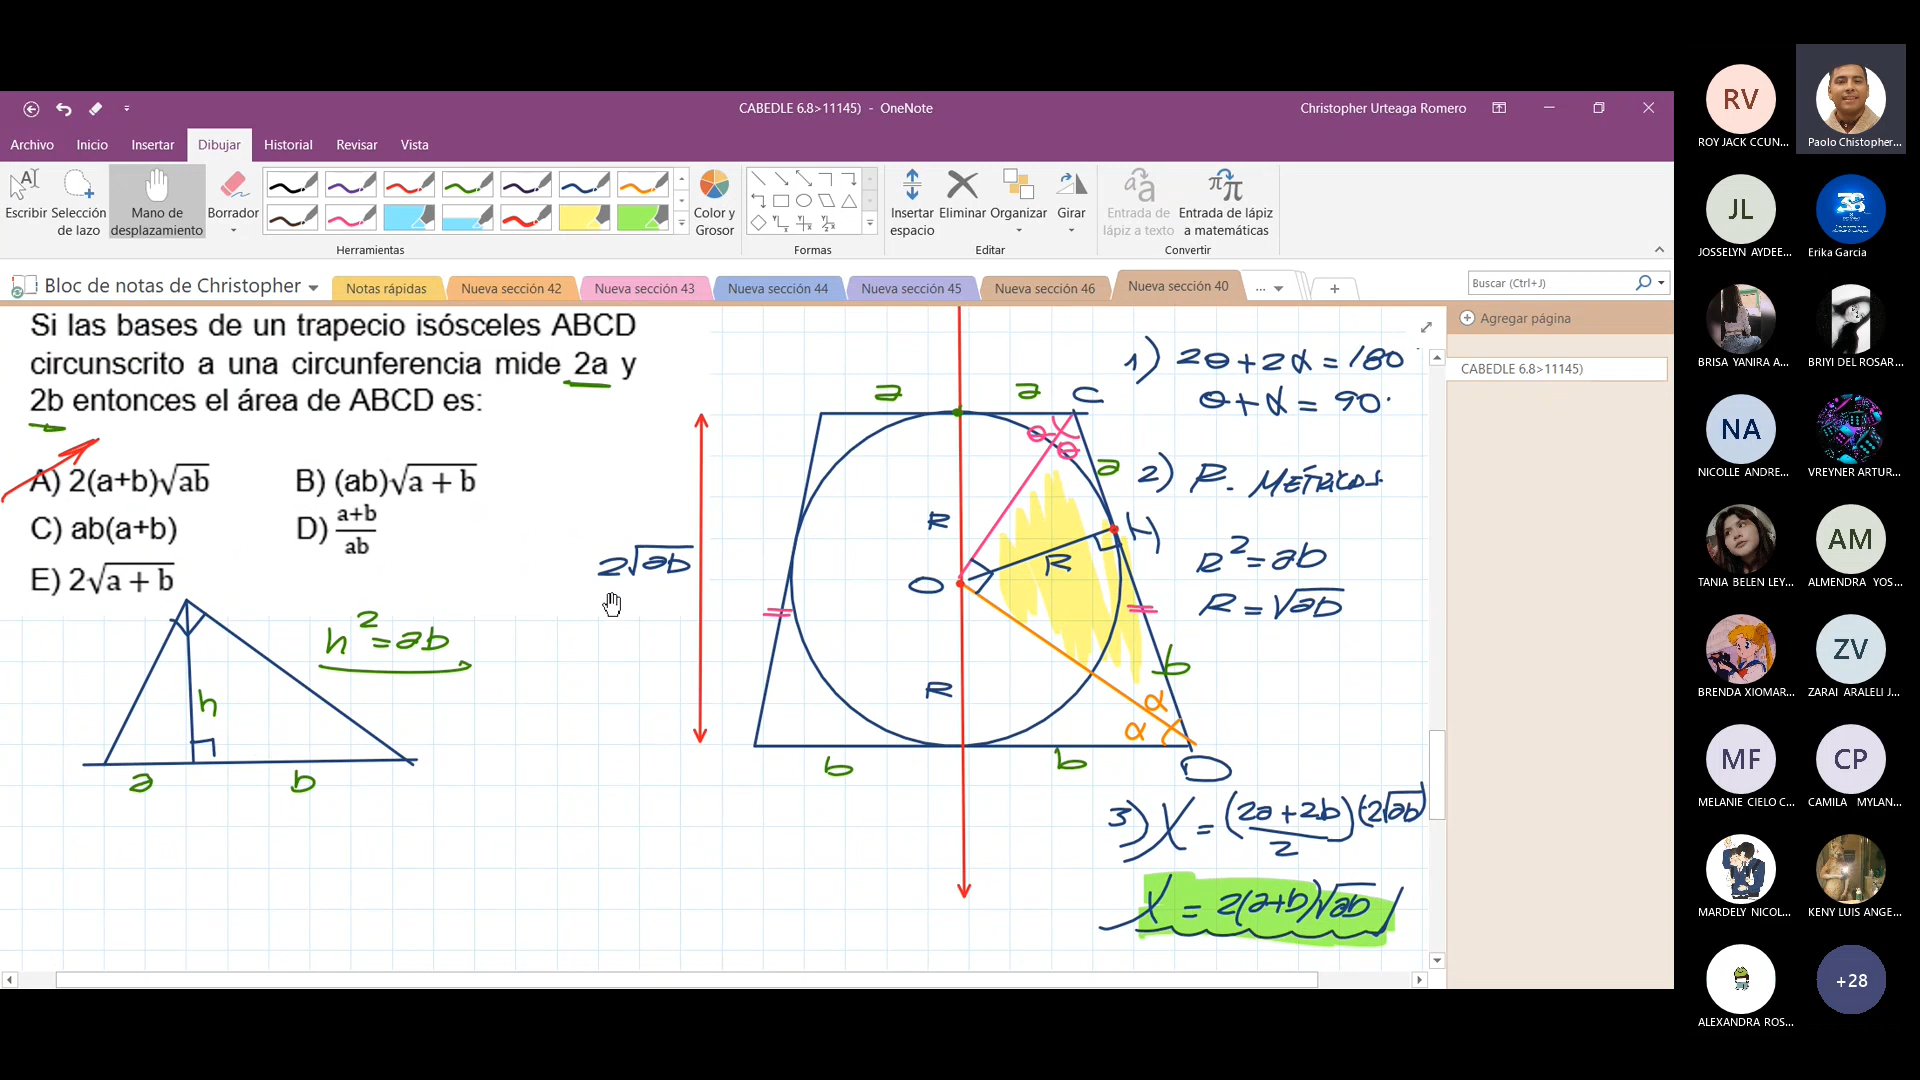 CABEDLE 6.8>11145) - OneNote
Christopher Urteaga Romero
Archivo Inicio Insertar Dibujar Historial Revisar Vista
Escribir
Selección de lazo
Mano de desplazamiento
Borrador
Color y Grosor
Insertar espacio
Eliminar
Organizar
Girar
Entrada de lápiz a texto
Entrada de lápiz a matemáticas
Herramientas
Formas
Editar
Convertir
Bloc de notas de Christopher
Notas rápidas
Nueva sección 42
Nueva sección 43
Nueva sección 44
Nueva sección 45
Nueva sección 46
Nueva sección 40
...
Buscar (Ctrl+J)
Agregar página
CABEDLE 6.8>11145)
Si las bases de un trapecio isósceles ABCD
circunscrito a una circunferencia mide 2a y
2b entonces el área de ABCD es:
A) 2(a+b)√ab B) (ab)√a + b
C) ab(a+b) D) a+b/ab
E) 2√a + b
h² = ab
h
a b
2√ab
a a C
θ θ
a
R
H
O R
R
b
α
α
b b D
1) 2θ + 2α = 180
θ + α = 90°
2) R. MÉTRICAS
R² = ab
R = √ab
3) X = (2a + 2b)/2 (2√ab)
X = 2(a+b)√ab
RV
ROY JACK CCUN...
Paolo Chistopher...
JL
JOSSELYN AYDEE...
38
Erika Garcia
BRISA YANIRA A...
BRIYI DEL ROSAR...
NA
NICOLLE ANDRE...
VREYNER ARTUR...
TANIA BELEN LEY...
AM
ALMENDRA YOS...
BRENDA XIOMAR...
ZV
ZARAI ARALELI J...
MF
MELANIE CIELO C...
CP
CAMILA MYLAN...
MARDELY NICOL...
KENY LUIS ANGE...
ALEXANDRA ROS...
+28